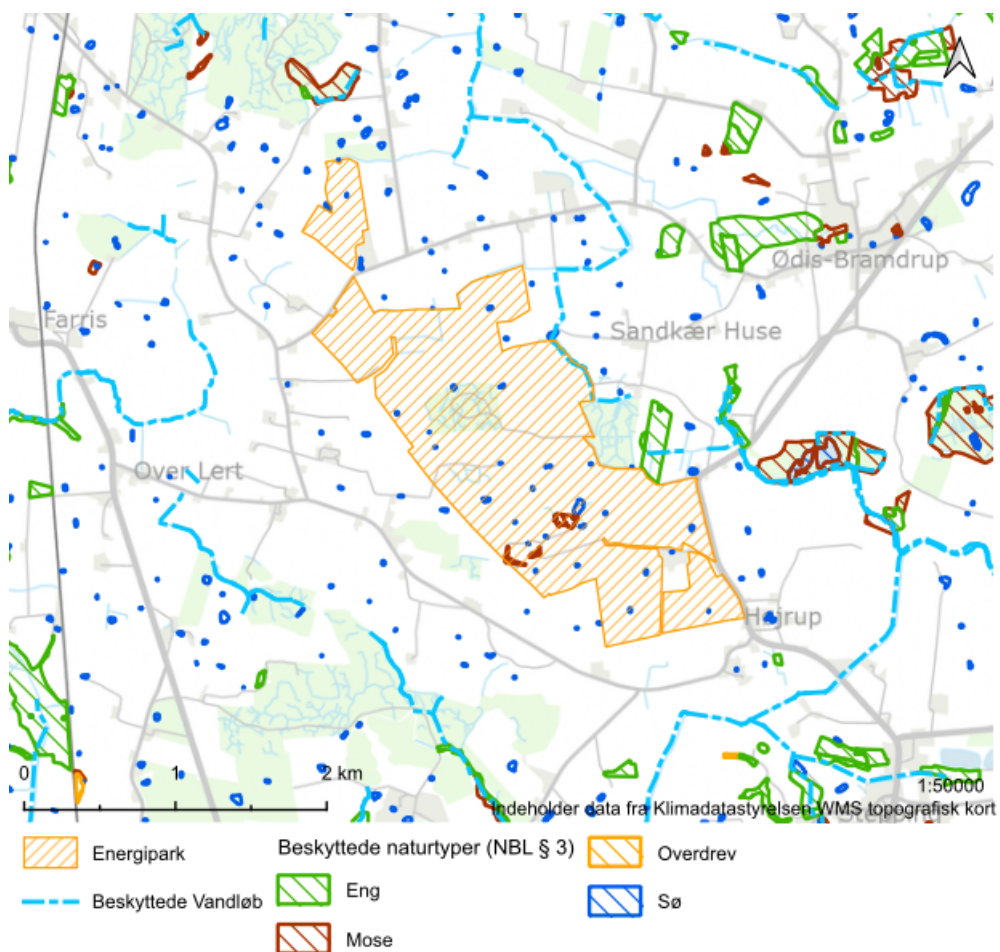 Ødis-Bramdrup
Farris
Sandkær Huse
Over Lert
Højrup
0 1 2 km
1:50000
Indeholder data fra Klimadatastyrelsen WMS topografisk kort
Energipark
Beskyttede naturtyper (NBL § 3)
Overdrev
Beskyttede Vandløb
Eng
Sø
Mose